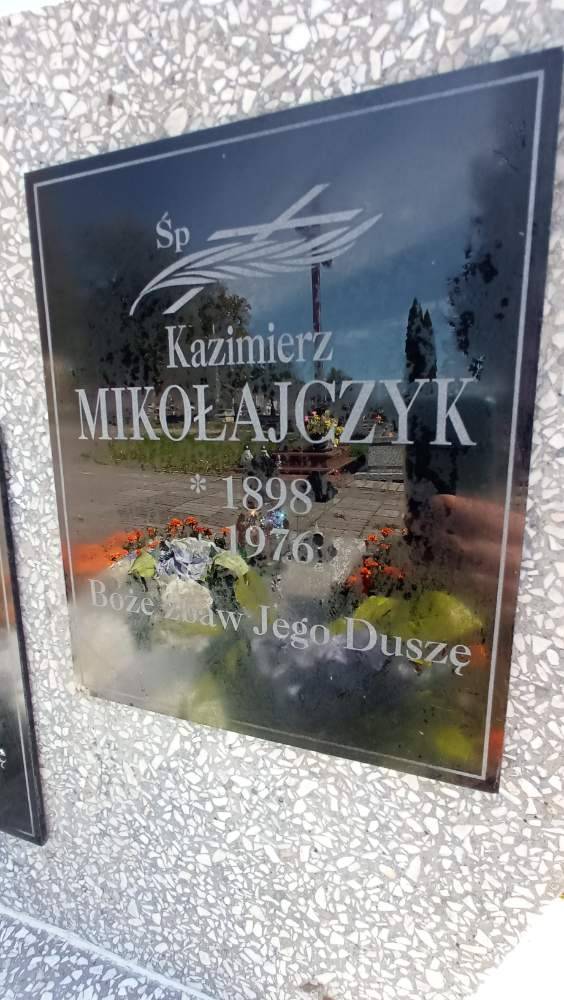 Śp
Kazimierz
MIKOŁAJCZYK
* 1898
1976
Boże Zbaw Jego Duszę